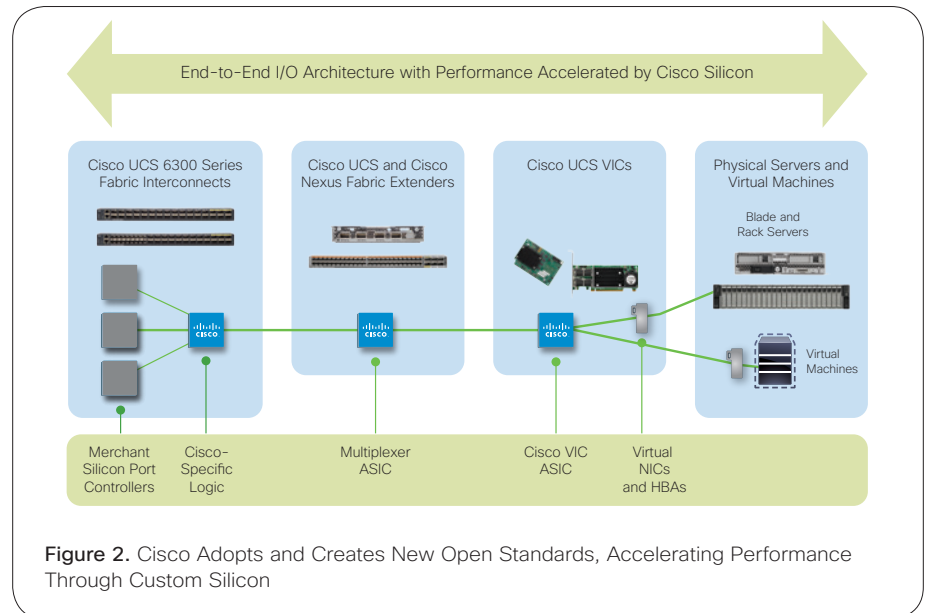 End-to-End I/O Architecture with Performance Accelerated by Cisco Silicon
Cisco UCS 6300 Series
Fabric Interconnects
Cisco UCS and Cisco
Nexus Fabric Extenders
Cisco UCS VICs
Physical Servers and
Virtual Machines
Blade and
Rack Servers
CISCO
CISCO
CISCO
Virtual
Machines
Merchant
Silicon Port
Controllers
Cisco-
Specific
Logic
Multiplexer
ASIC
Cisco VIC
ASIC
Virtual
NICs
and HBAs
Figure 2. Cisco Adopts and Creates New Open Standards, Accelerating Performance
Through Custom Silicon